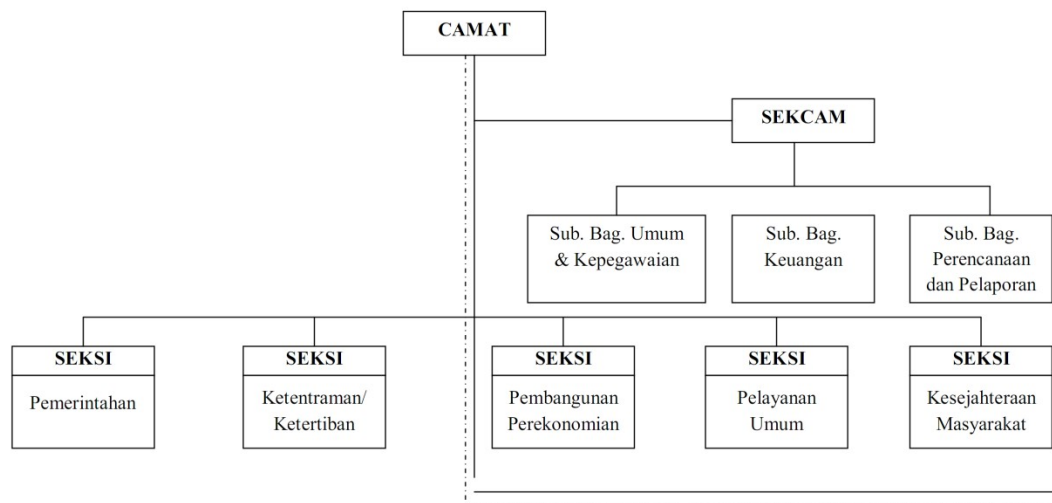 CAMAT
SEKCAM
Sub. Bag. Umum
& Kepegawaian
Sub. Bag.
Keuangan
Sub. Bag.
Perencanaan
dan Pelaporan
SEKSI
Pemerintahan
SEKSI
Ketentraman/
Ketertiban
SEKSI
Pembangunan
Perekonomian
SEKSI
Pelayanan
Umum
SEKSI
Kesejahteraan
Masyarakat